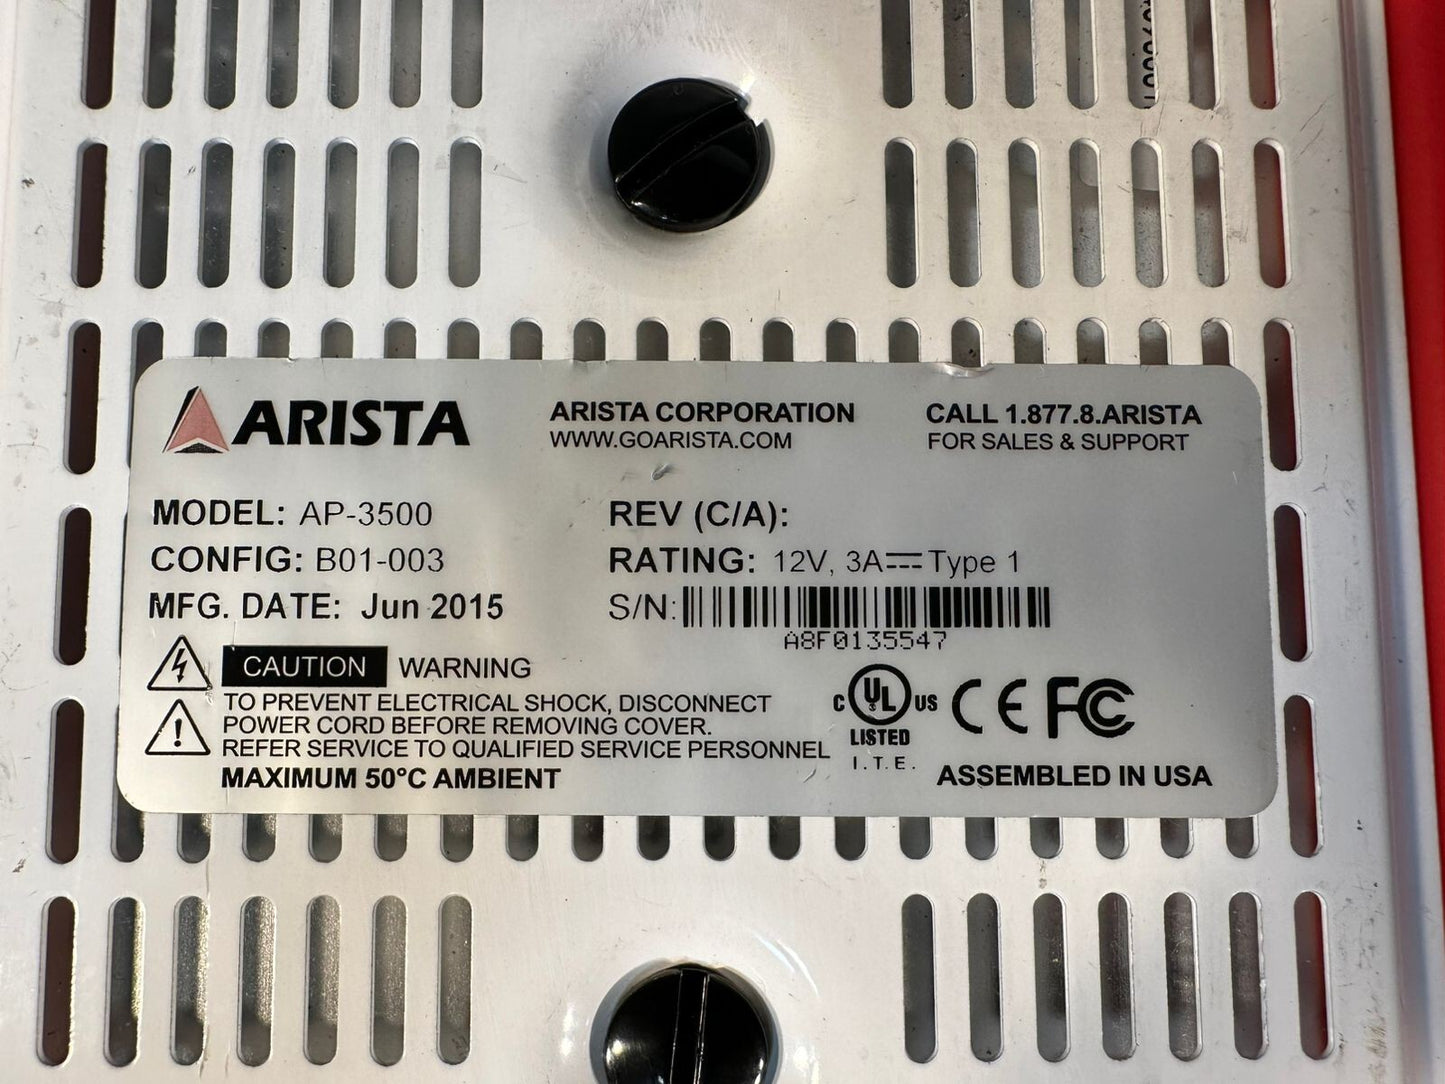 ARISTA
ARISTA CORPORATION
WWW.GOARISTA.COM
CALL 1.877.8.ARISTA
FOR SALES & SUPPORT
MODEL: AP-3500
CONFIG: B01-003
MFG. DATE: Jun 2015
REV (C/A):
RATING: 12V, 3A Type 1
S/N:
A8F0135547
CAUTION WARNING
TO PREVENT ELECTRICAL SHOCK, DISCONNECT
POWER CORD BEFORE REMOVING COVER.
REFER SERVICE TO QUALIFIED SERVICE PERSONNEL
MAXIMUM 50°C AMBIENT
C UL US
LISTED
I.T.E.
CE FC
ASSEMBLED IN USA